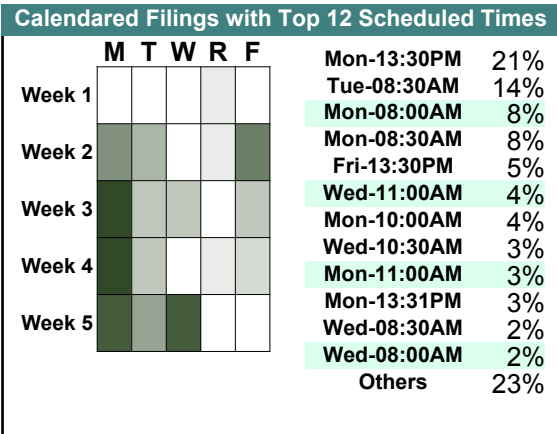 Calendared Filings with Top 12 Scheduled Times
M T W R F
Week 1
Week 2
Week 3
Week 4
Week 5
Mon-13:30PM 21%
Tue-08:30AM 14%
Mon-08:00AM 8%
Mon-08:30AM 8%
Fri-13:30PM 5%
Wed-11:00AM 4%
Mon-10:00AM 4%
Wed-10:30AM 3%
Mon-11:00AM 3%
Mon-13:31PM 3%
Wed-08:30AM 2%
Wed-08:00AM 2%
Others 23%